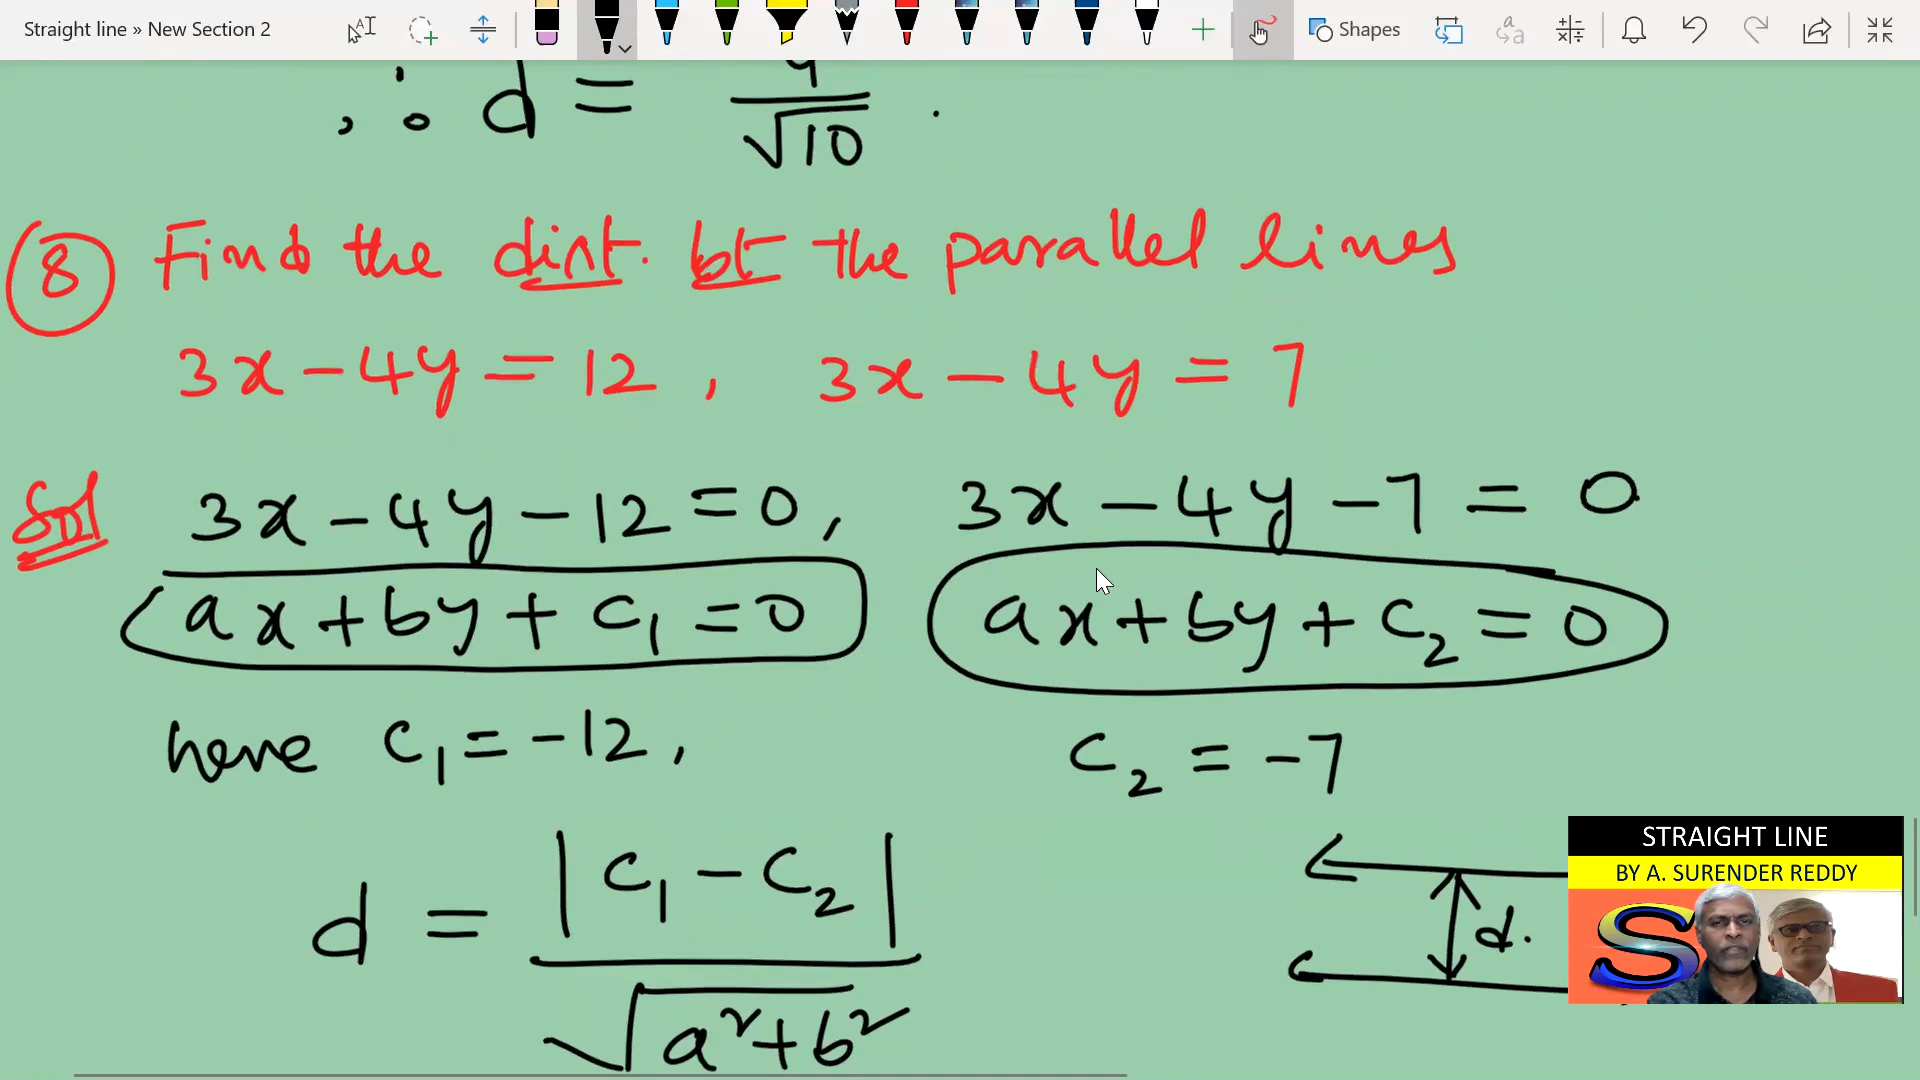 Straight line » New Section 2
Shapes
∴ d = 4/√10 .
8 Find the dist. bt the parallel lines
3x - 4y = 12 , 3x - 4y = 7
Sol 3x - 4y - 12 = 0 , 3x - 4y - 7 = 0
ax + by + c₁ = 0 ax + by + c₂ = 0
here c₁ = -12 , c₂ = -7
d = |c₁ - c₂| / √a² + b²
d.
STRAIGHT LINE
BY A. SURENDER REDDY
S